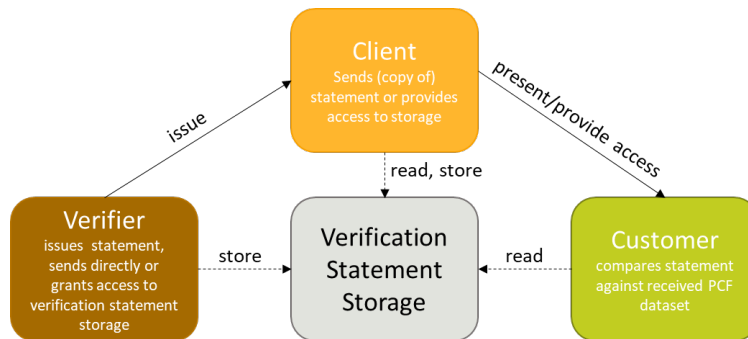 Client
Sends (copy of)
statement or provides
access to storage
issue
present/provide access
read, store
Verifier
issues statement,
sends directly or
grants access to
verification statement
storage
store
Verification
Statement
Storage
read
Customer
compares statement
against received PCF
dataset